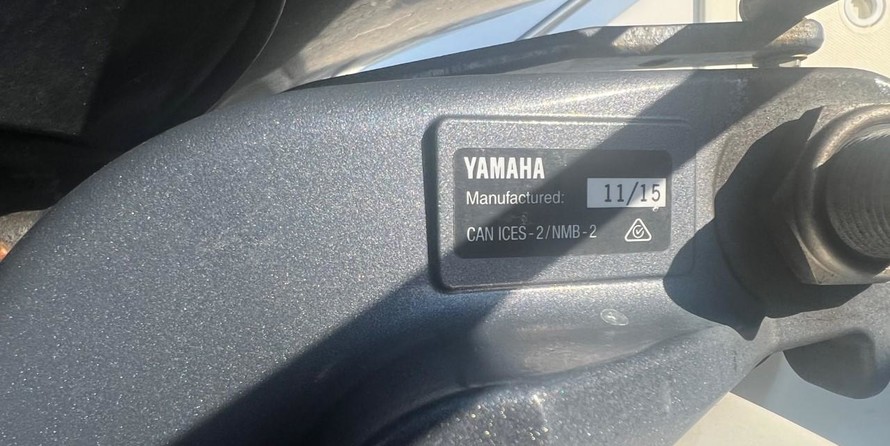 YAMAHA
Manufactured: 11/15
CAN ICES-2/NMB-2